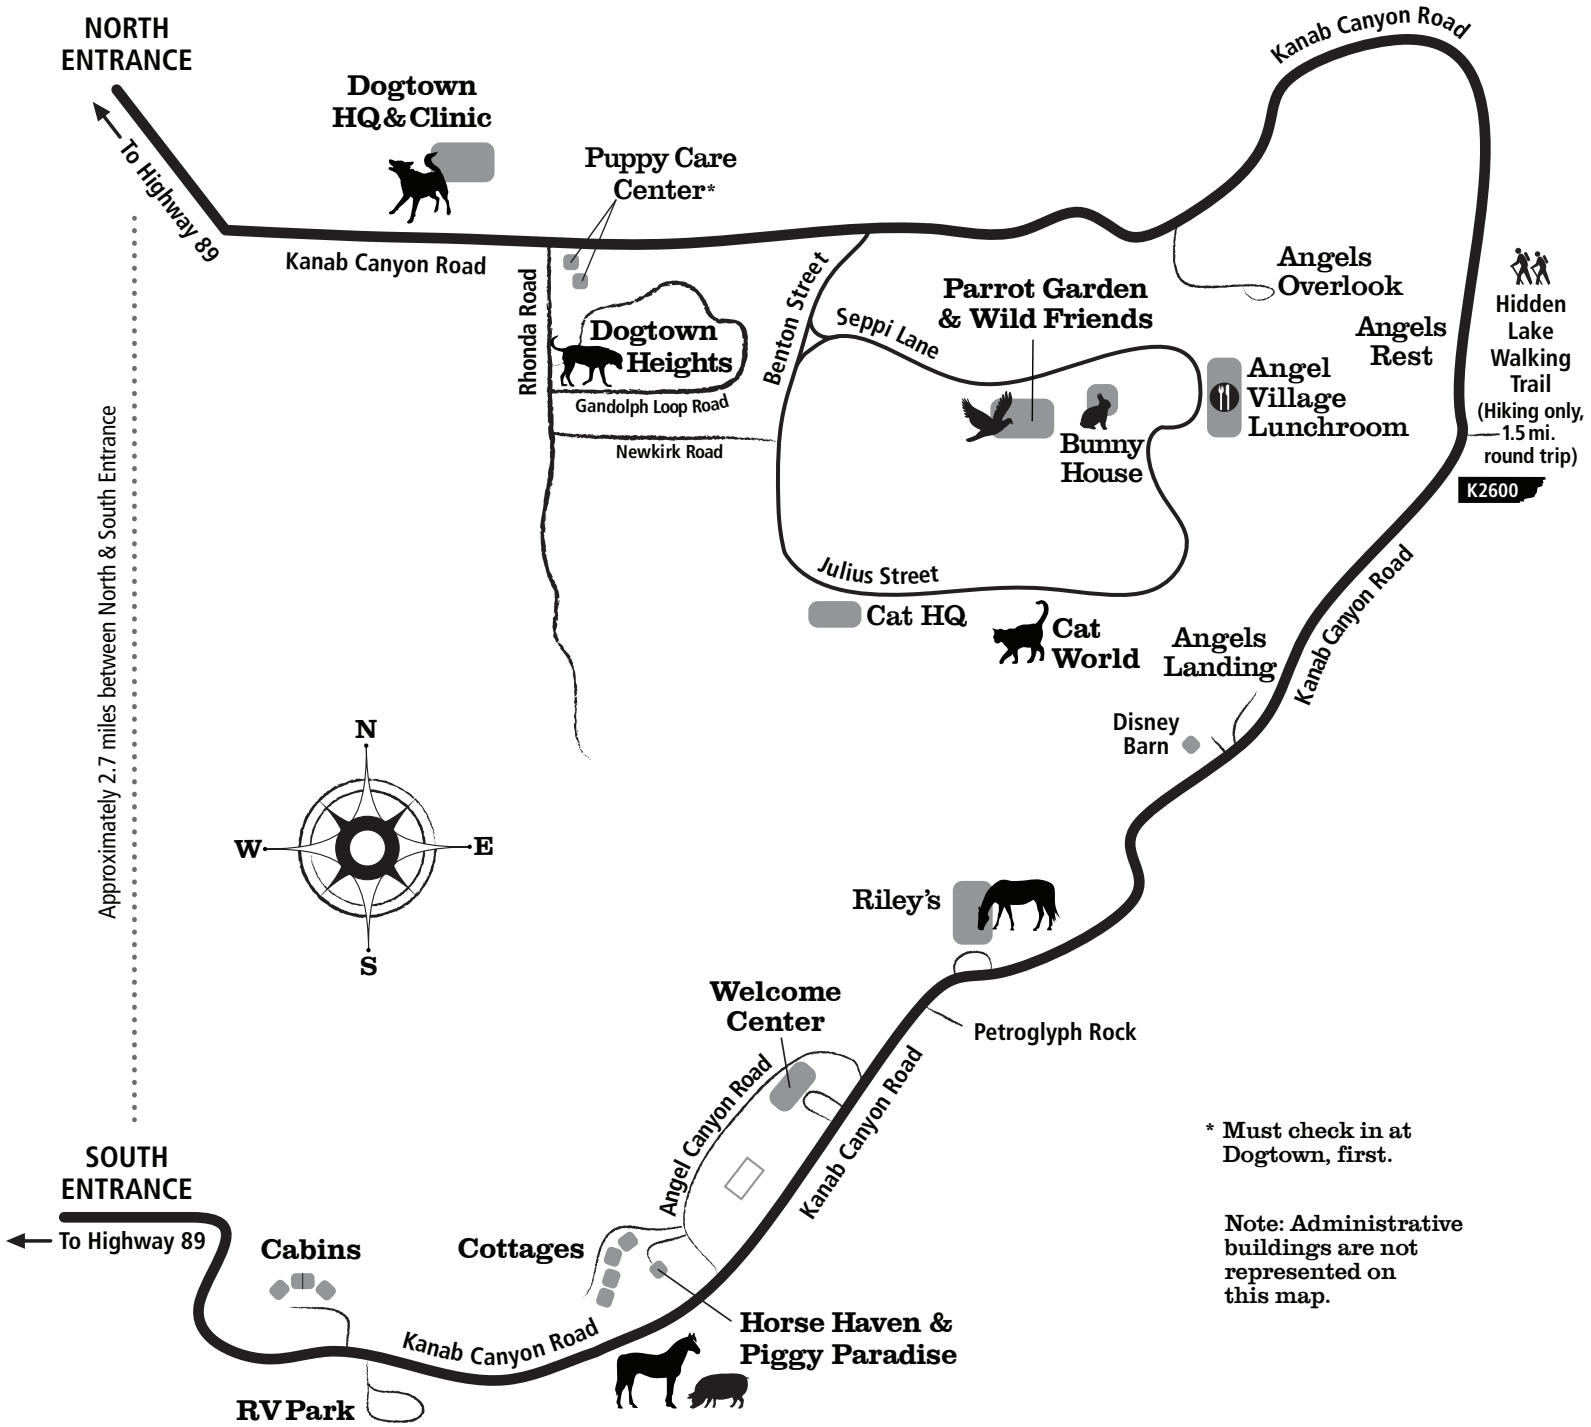 NORTH
ENTRANCE
To Highway 89
Dogtown
HQ & Clinic
Puppy Care
Center*
Kanab Canyon Road
Kanab Canyon Road
Rhonda Road
Dogtown
Heights
Gandolph Loop Road
Newkirk Road
Benton Street
Seppi Lane
Parrot Garden
& Wild Friends
Bunny
House
Angels
Overlook
Angels
Rest
Angel
Village
Lunchroom
Hidden
Lake
Walking
Trail
(Hiking only,
1.5 mi.
round trip)
K2600
Julius Street
Cat HQ
Cat
World
Angels
Landing
Kanab Canyon Road
Disney
Barn
Approximately 2.7 miles between North & South Entrance
N
W
E
S
Riley's
Welcome
Center
Petroglyph Rock
Angel Canyon Road
Kanab Canyon Road
SOUTH
ENTRANCE
To Highway 89
Cabins
Cottages
Kanab Canyon Road
Horse Haven &
Piggy Paradise
RV Park
* Must check in at
Dogtown, first.
Note: Administrative
buildings are not
represented on
this map.